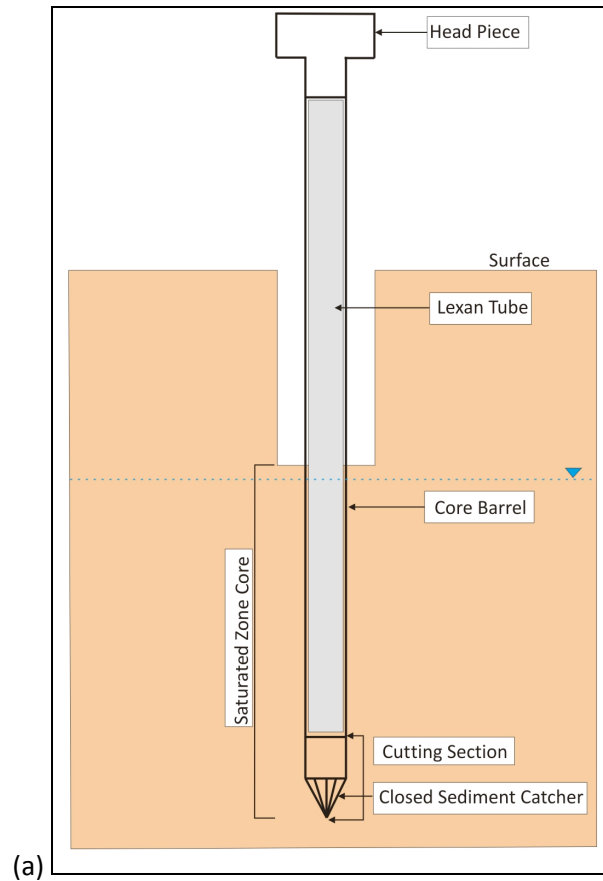 Head Piece
Surface
Lexan Tube
Core Barrel
Saturated Zone Core
Cutting Section
Closed Sediment Catcher
(a)